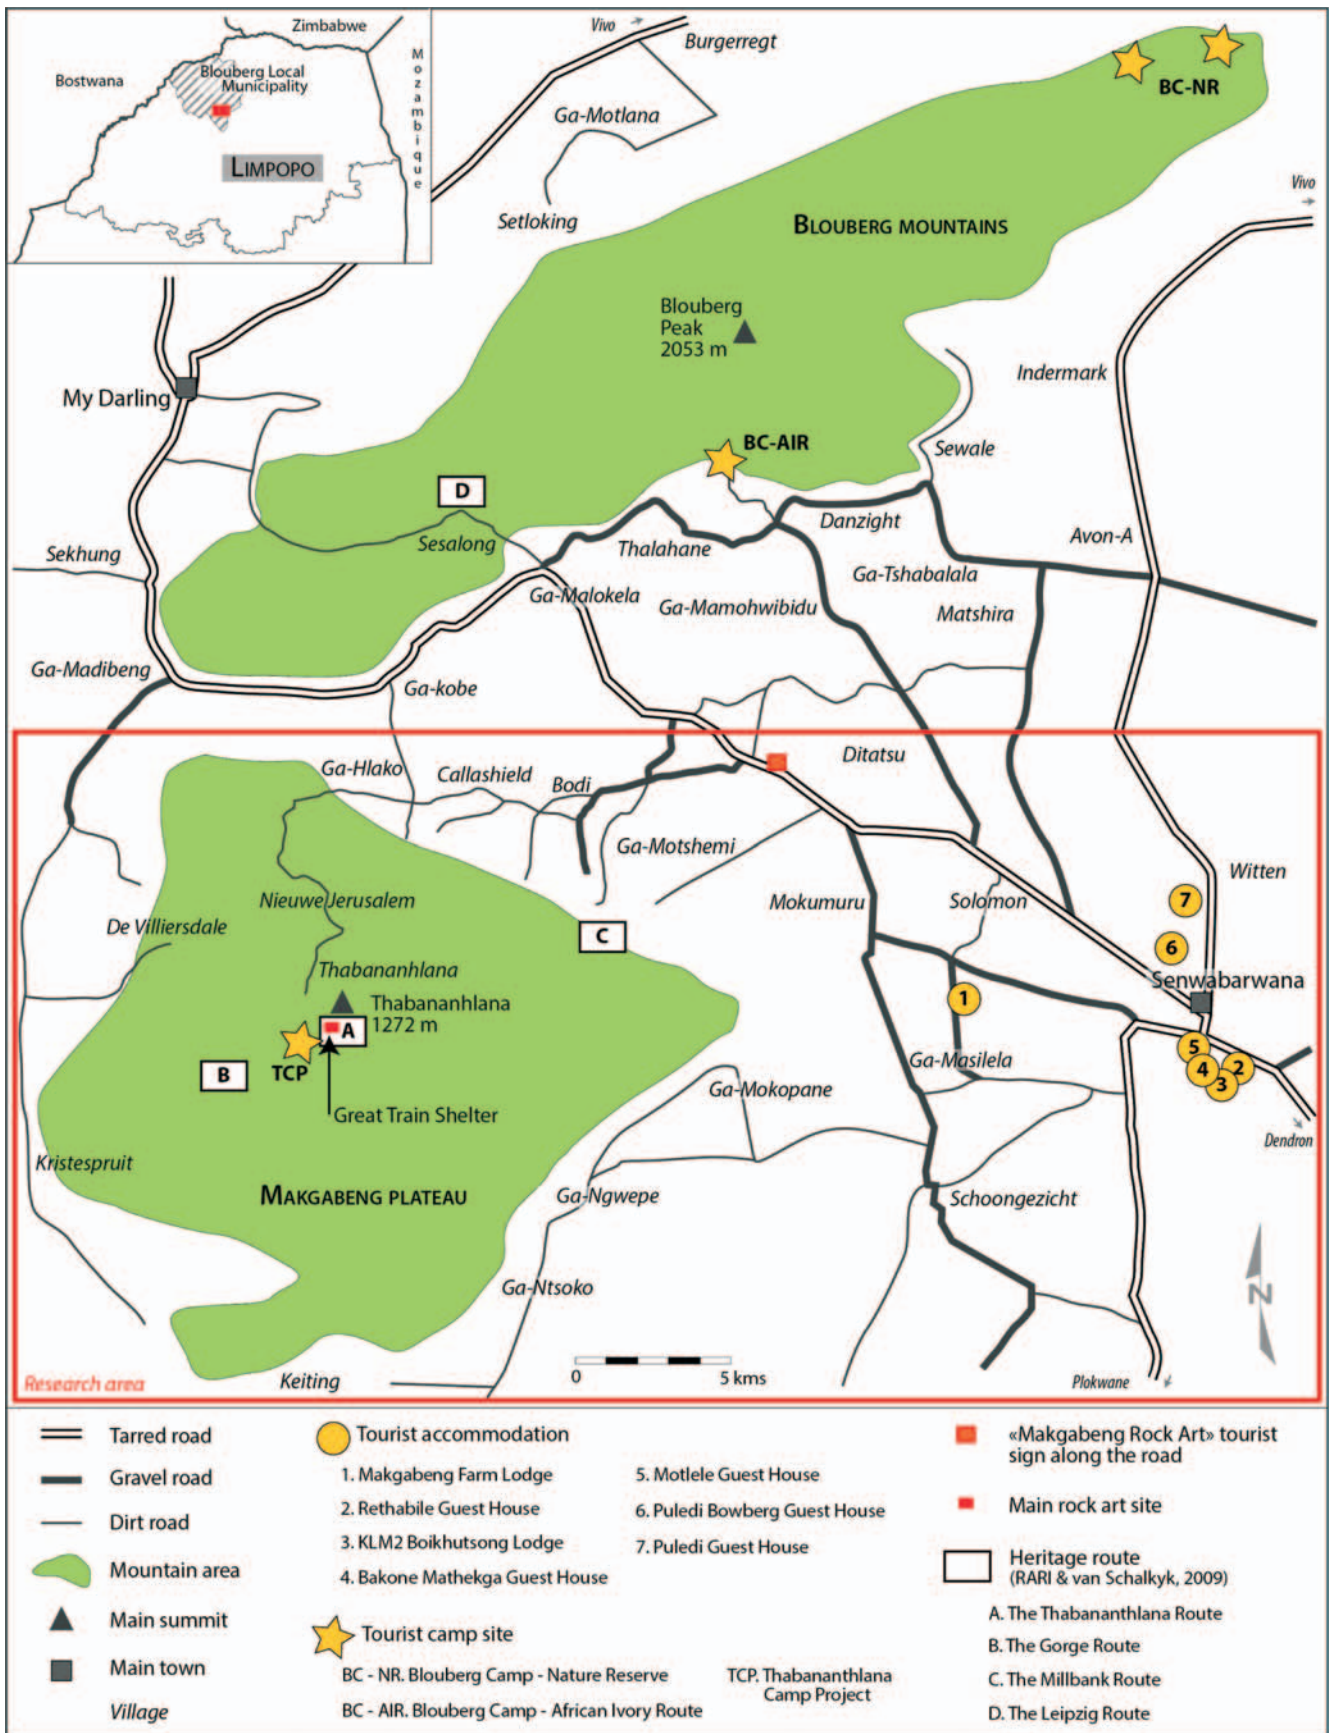 Zimbabwe
Bostwana
Blouberg Local
Municipality
Mozambique
LIMPOPO
Vivo
Burgerregt
Ga-Motlana
Setloking
BC-NR
Vivo
BLOUBERG MOUNTAINS
Blouberg
Peak
2053 m
Indermark
My Darling
BC-AIR
Sewale
D
Sesalong
Danzight
Avon-A
Sekhung
Thalahane
Ga-Tshabalala
Ga-Malokela
Ga-Mamohwibidu
Matshira
Ga-Madibeng
Ga-kobe
Ga-Hlako
Callashield
Bodi
Ditatsu
Ga-Motshemi
Witten
Nieuwe Jerusalem
Mokumuru
Solomon
7
De Villiersdale
C
6
Thabananhlana
Senwabarwana
Thabananhlana
1272 m
1
A
5
B
TCP
Ga-Masilela
4
2
3
Ga-Mokopane
Great Train Shelter
Dendron
Kristespruit
MAKGABENG PLATEAU
Ga-Ngwepe
Schoongezicht
Ga-Ntsoko
N
Research area
Keiting
0
5 kms
Plokwane
Tarred road
Gravel road
Dirt road
Mountain area
Main summit
Main town
Village
Tourist accommodation
1. Makgabeng Farm Lodge
2. Rethabile Guest House
3. KLM2 Boikhutsong Lodge
4. Bakone Mathekga Guest House
5. Motlele Guest House
6. Puledi Bowberg Guest House
7. Puledi Guest House
Tourist camp site
BC - NR. Blouberg Camp - Nature Reserve
BC - AIR. Blouberg Camp - African Ivory Route
TCP. Thabananthlana
Camp Project
«Makgabeng Rock Art» tourist
sign along the road
Main rock art site
Heritage route
(RARI & van Schalkyk, 2009)
A. The Thabananthlana Route
B. The Gorge Route
C. The Millbank Route
D. The Leipzig Route